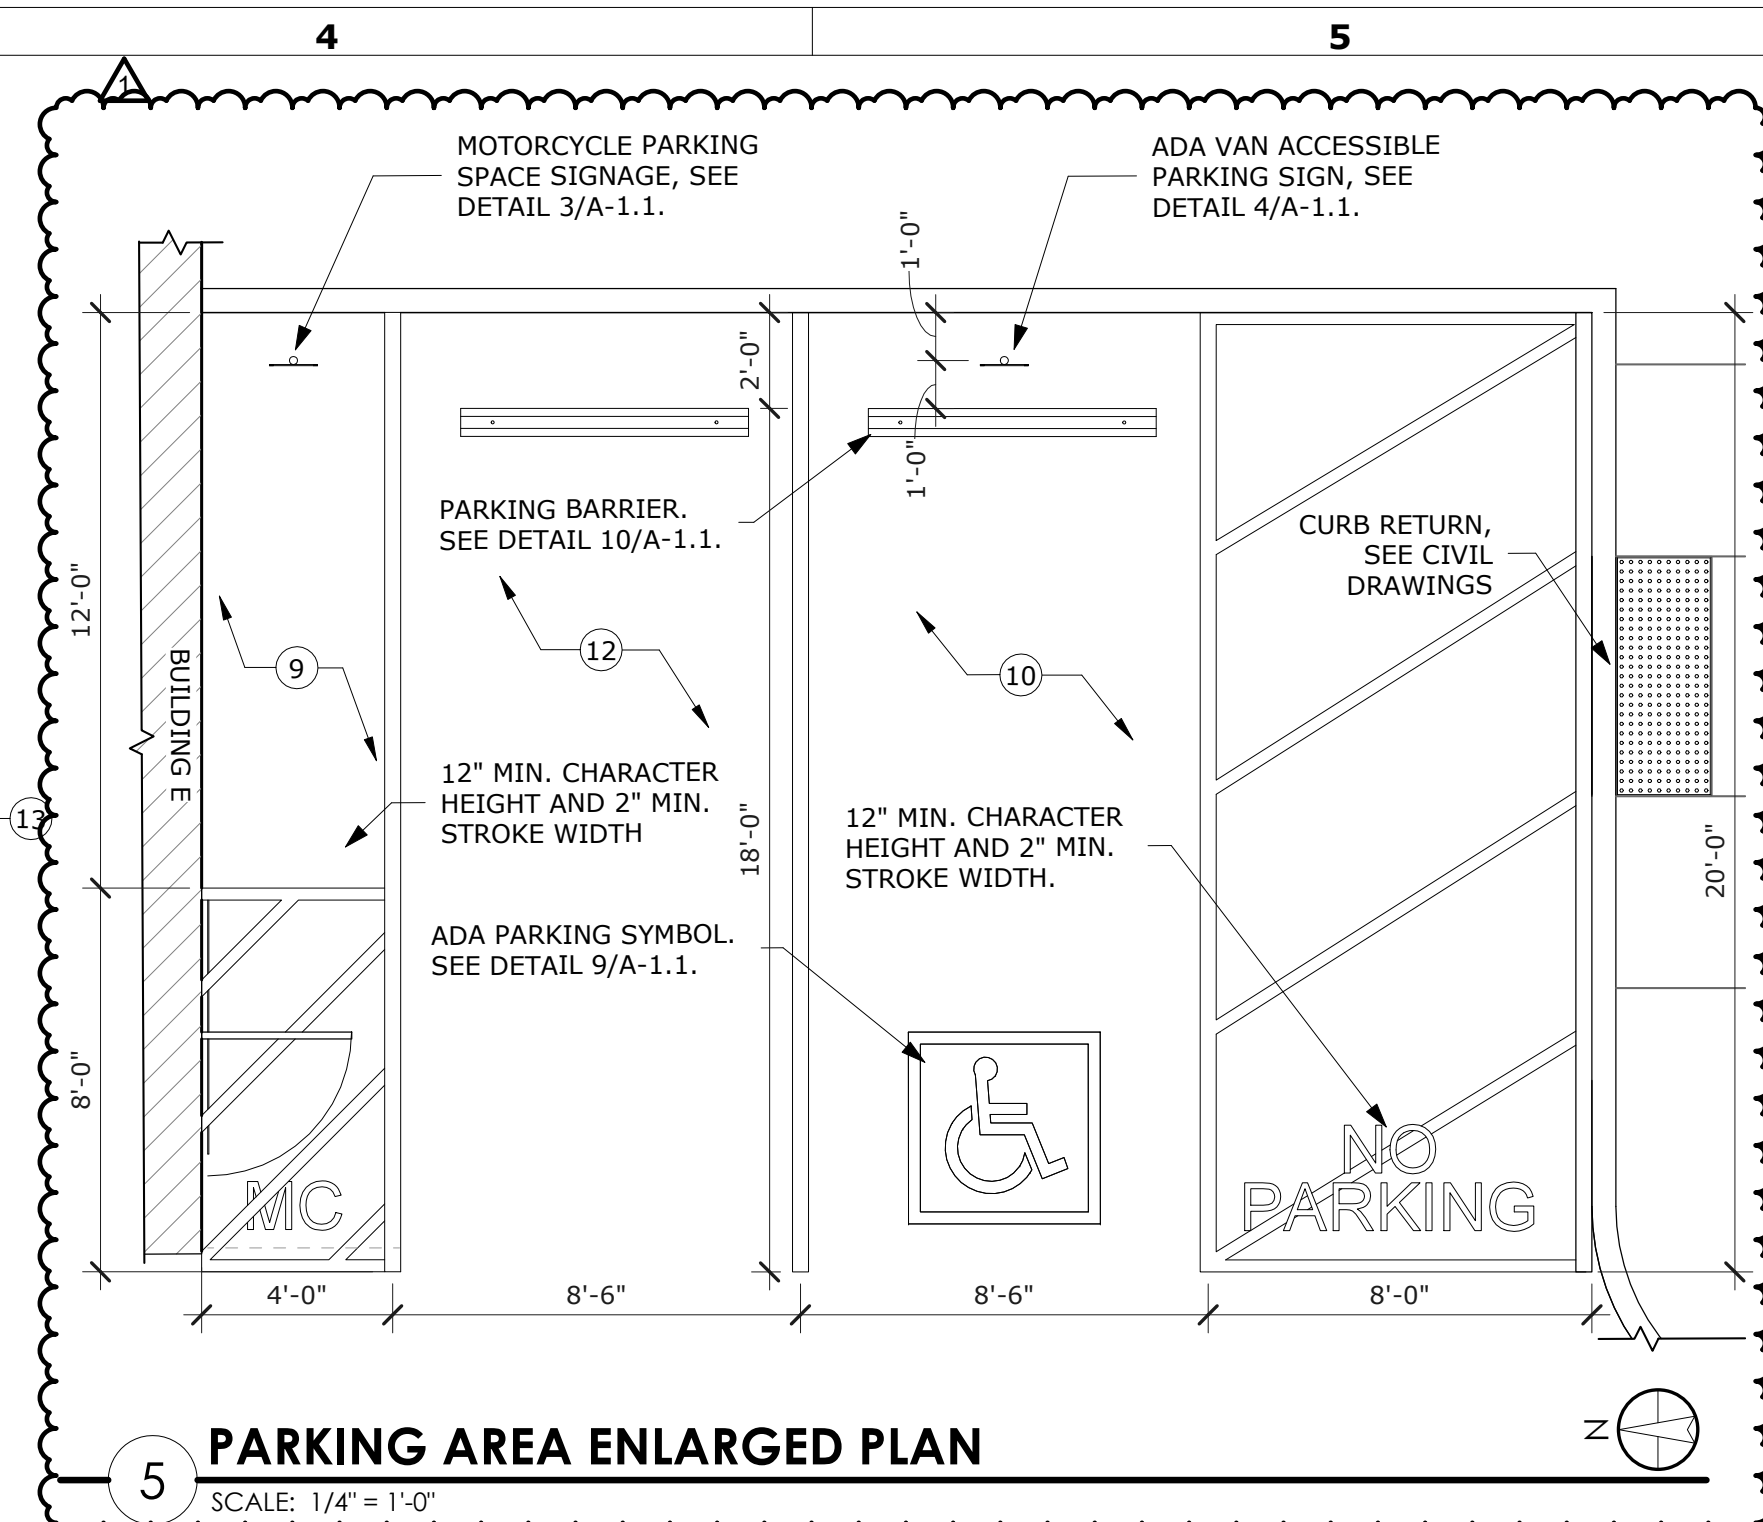 4
5
1
MOTORCYCLE PARKING
SPACE SIGNAGE, SEE
DETAIL 3/A-1.1.
ADA VAN ACCESSIBLE
PARKING SIGN, SEE
DETAIL 4/A-1.1.
1'-0"
2'-0"
1'-0"
PARKING BARRIER.
SEE DETAIL 10/A-1.1.
CURB RETURN,
SEE CIVIL
DRAWINGS
12'-0"
BUILDING E
9
12
10
13
12" MIN. CHARACTER
HEIGHT AND 2" MIN.
STROKE WIDTH
18'-0"
12" MIN. CHARACTER
HEIGHT AND 2" MIN.
STROKE WIDTH.
20'-0"
ADA PARKING SYMBOL.
SEE DETAIL 9/A-1.1.
8'-0"
MC
NO
PARKING
4'-0"
8'-6"
8'-6"
8'-0"
5
PARKING AREA ENLARGED PLAN
SCALE: 1/4" = 1'-0"
N